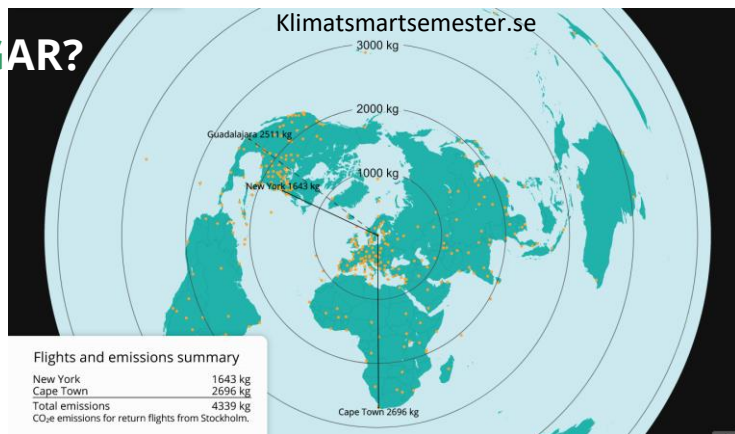 Klimatsmartsemester.se
AR?
3000 kg
2000 kg
Guadalajara 2511 kg
1000 kg
New York 1643 kg
Cape Town 2696 kg
Flights and emissions summary
New York 1643 kg
Cape Town 2696 kg
Total emissions 4339 kg
CO₂e emissions for return flights from Stockholm.